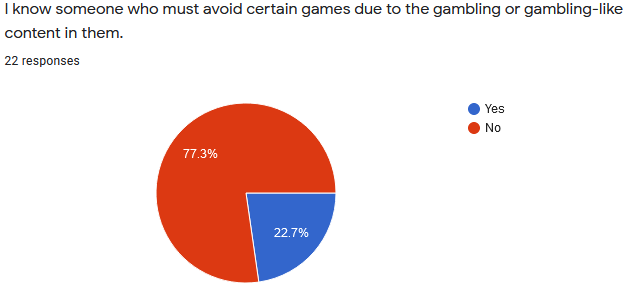 I know someone who must avoid certain games due to the gambling or gambling-like
content in them.
22 responses
Yes
No
77.3%
22.7%